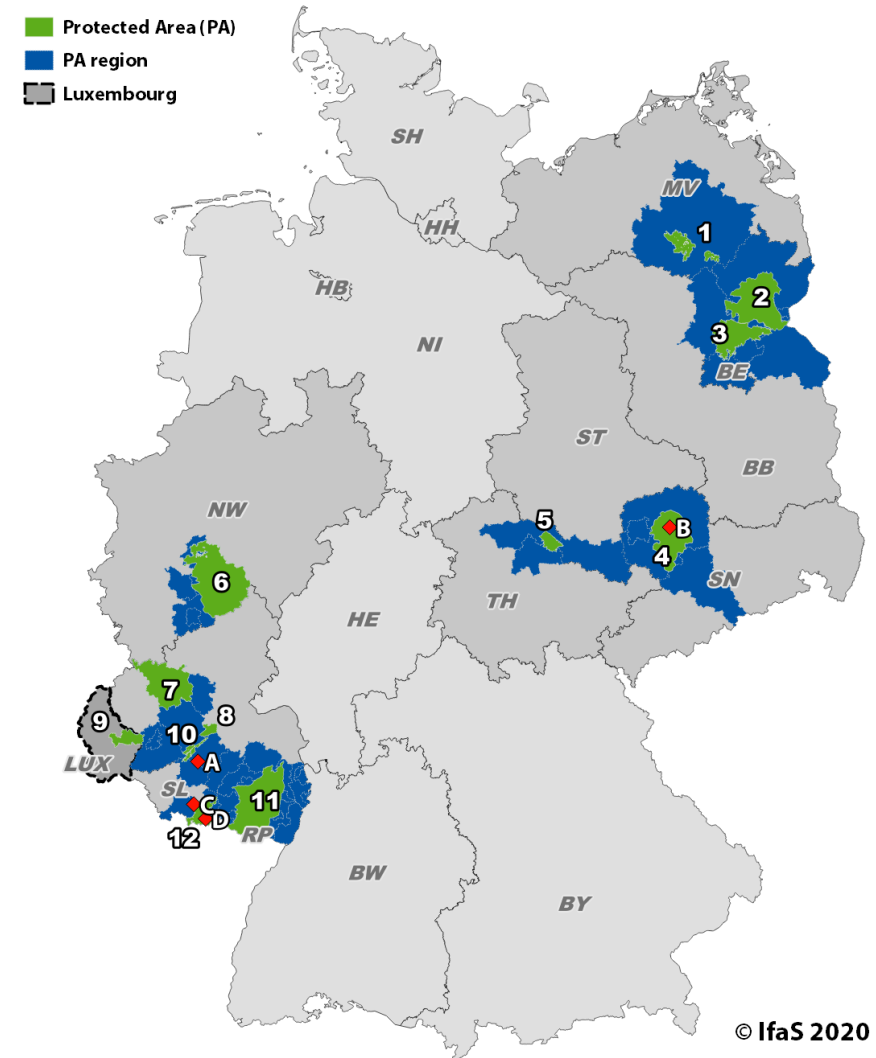 Protected Area (PA)
PA region
Luxembourg
SH
MV
HH
1
HB
2
NI
3
BE
ST
BB
NW
5
B
4
SN
6
TH
HE
7
8
9
10
LUX
A
SL
C
11
D
12
RP
BW
BY
© IfaS 2020